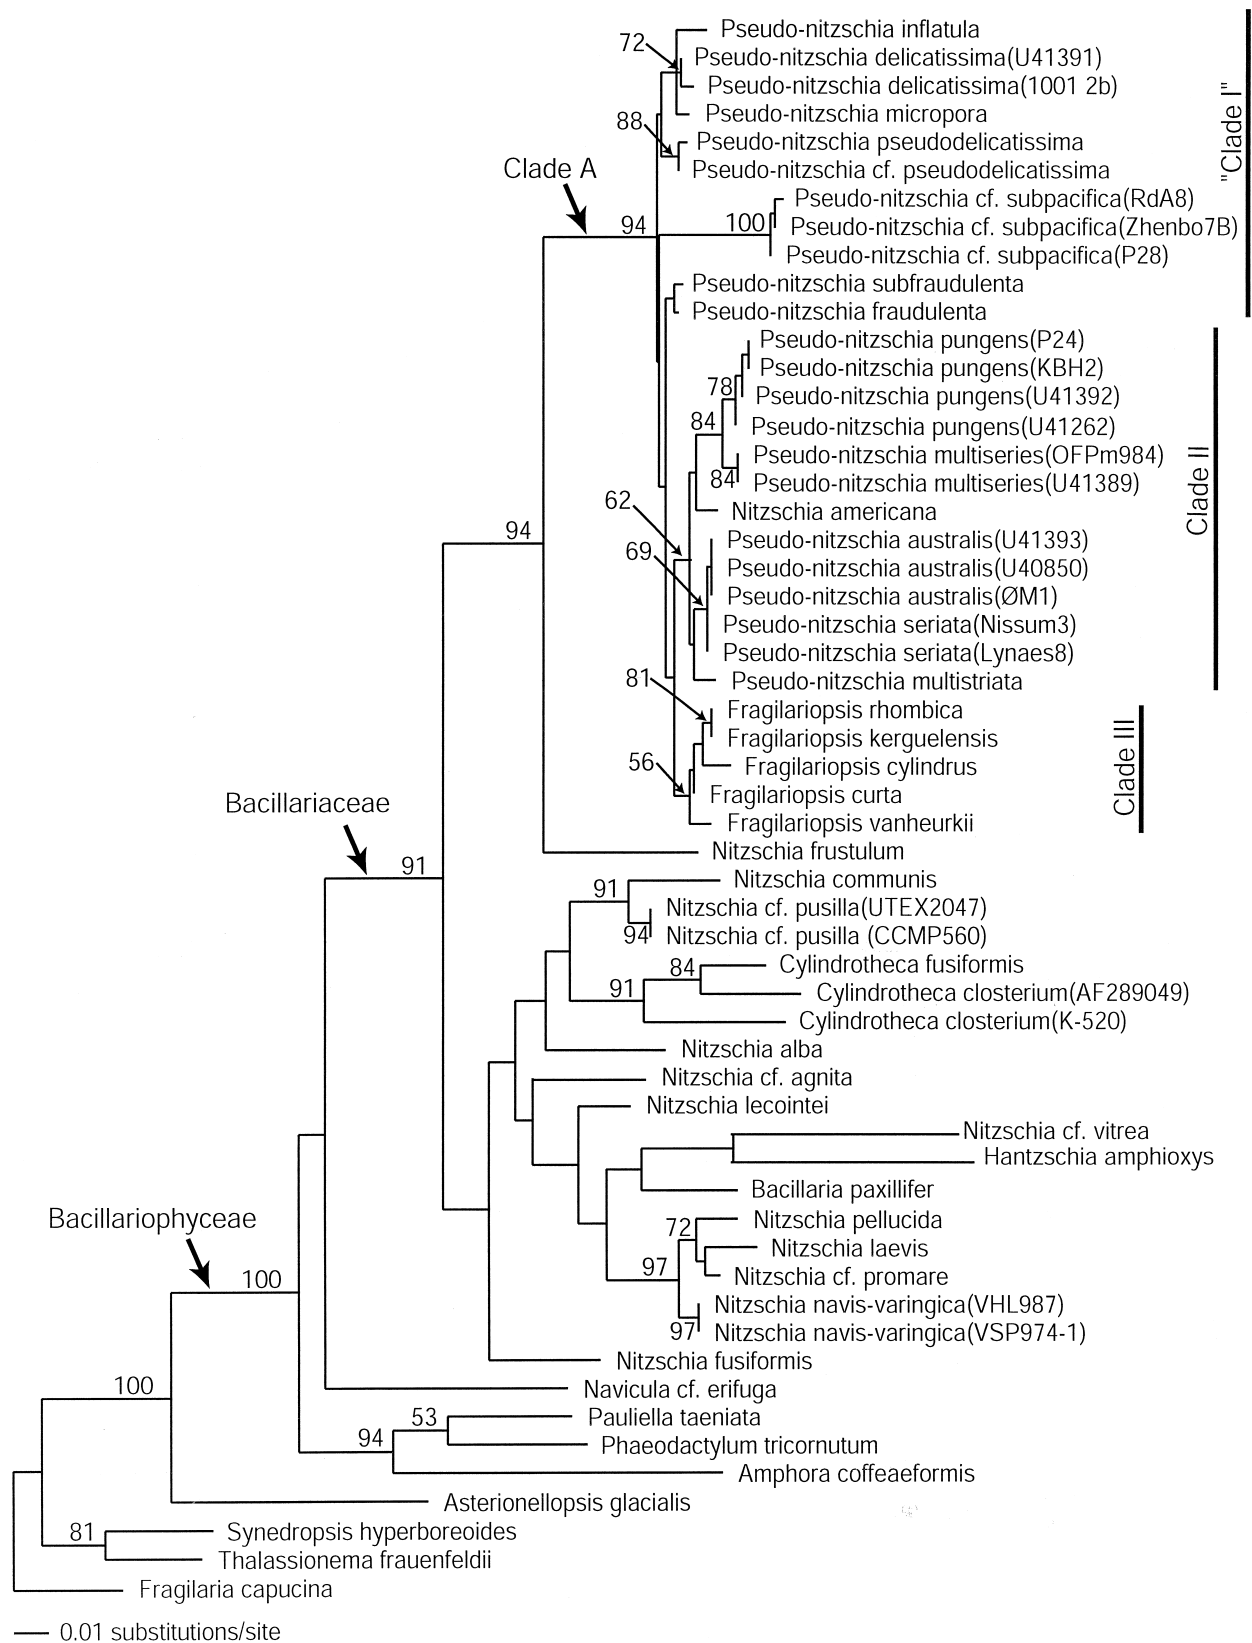 Pseudo-nitzschia inflatula
72
Pseudo-nitzschia delicatissima(U41391)
Pseudo-nitzschia delicatissima(1001 2b)
Pseudo-nitzschia micropora
88
Pseudo-nitzschia pseudodelicatissima
"Clade I"
Clade A
Pseudo-nitzschia cf. pseudodelicatissima
Pseudo-nitzschia cf. subpacifica(RdA8)
94
100
Pseudo-nitzschia cf. subpacifica(Zhenbo7B)
Pseudo-nitzschia cf. subpacifica(P28)
Pseudo-nitzschia subfraudulenta
Pseudo-nitzschia fraudulenta
Pseudo-nitzschia pungens(P24)
Pseudo-nitzschia pungens(KBH2)
78
Pseudo-nitzschia pungens(U41392)
84
Pseudo-nitzschia pungens(U41262)
Pseudo-nitzschia multiseries(OFPm984)
84
Pseudo-nitzschia multiseries(U41389)
Clade II
62
Nitzschia americana
94
Pseudo-nitzschia australis(U41393)
69
Pseudo-nitzschia australis(U40850)
Pseudo-nitzschia australis(ØM1)
Pseudo-nitzschia seriata(Nissum3)
Pseudo-nitzschia seriata(Lynaes8)
81
Pseudo-nitzschia multistriata
Fragilariopsis rhombica
Fragilariopsis kerguelensis
56
Fragilariopsis cylindrus
Clade III
Fragilariopsis curta
Bacillariaceae
Fragilariopsis vanheurkii
Nitzschia frustulum
91
Nitzschia communis
91
Nitzschia cf. pusilla(UTEX2047)
94
Nitzschia cf. pusilla (CCMP560)
84
Cylindrotheca fusiformis
91
Cylindrotheca closterium(AF289049)
Cylindrotheca closterium(K-520)
Nitzschia alba
Nitzschia cf. agnita
Nitzschia lecointei
Nitzschia cf. vitrea
Hantzschia amphioxys
Bacillaria paxillifer
Bacillariophyceae
72
Nitzschia pellucida
Nitzschia laevis
100
97
Nitzschia cf. promare
Nitzschia navis-varingica(VHL987)
97
Nitzschia navis-varingica(VSP974-1)
Nitzschia fusiformis
100
Navicula cf. erifuga
53
Pauliella taeniata
94
Phaeodactylum tricornutum
Amphora coffeaeformis
Asterionellopsis glacialis
81
Synedropsis hyperboreoides
Thalassionema frauenfeldii
Fragilaria capucina
0.01 substitutions/site